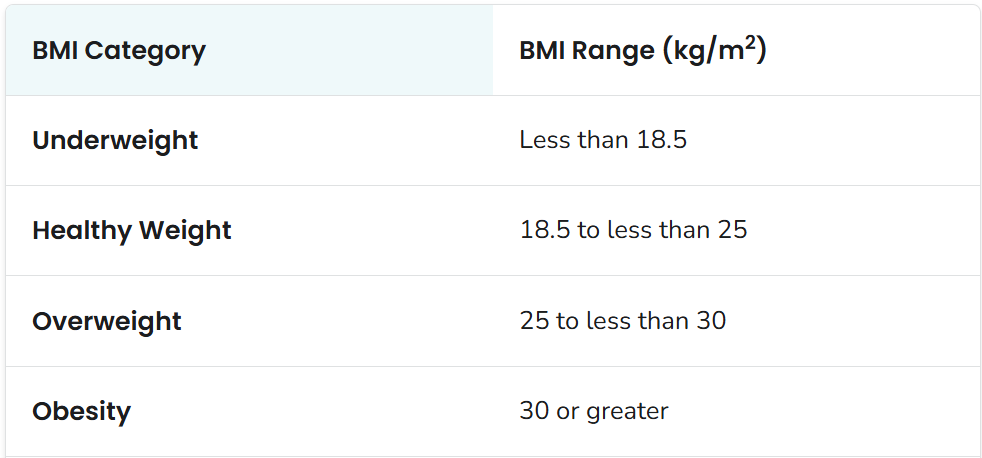 BMI Category BMI Range (kg/m²)
Underweight Less than 18.5
Healthy Weight 18.5 to less than 25
Overweight 25 to less than 30
Obesity 30 or greater